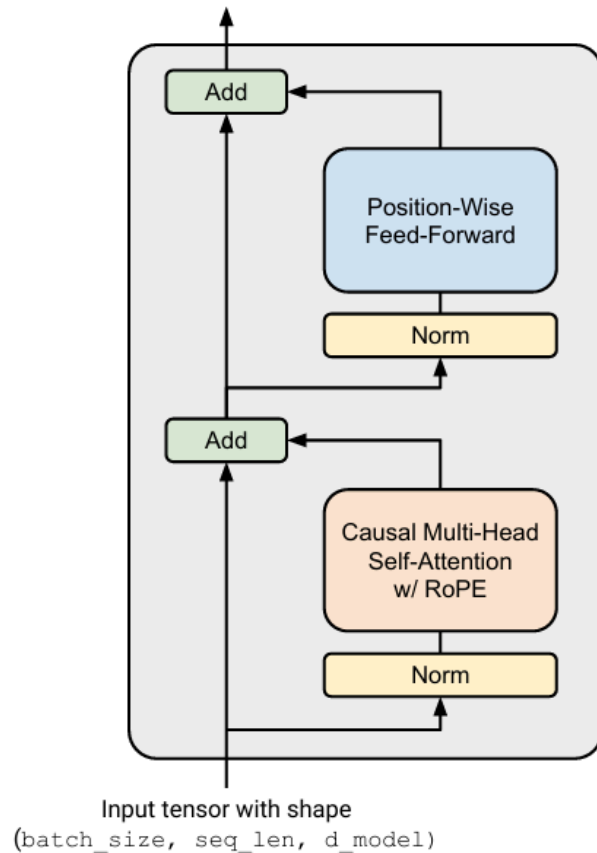 Add
Position-Wise
Feed-Forward
Norm
Add
Causal Multi-Head
Self-Attention
w/ RoPE
Norm
Input tensor with shape
(batch_size, seq_len, d_model)